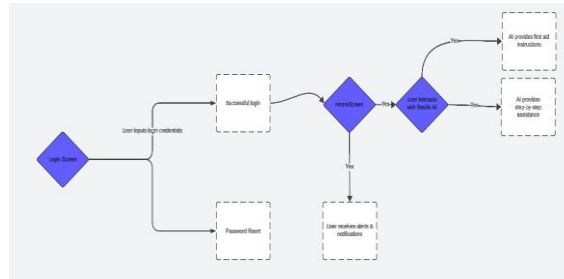 Login Screen
User Inputs login credentials
Successful login
Password Reset
HomeScreen
Yes
User receives alerts &
notifications
Yes
User Interacts
with Medic AI
Yes
AI provides first aid
instructions
Yes
AI provides
step-by-step
assistance